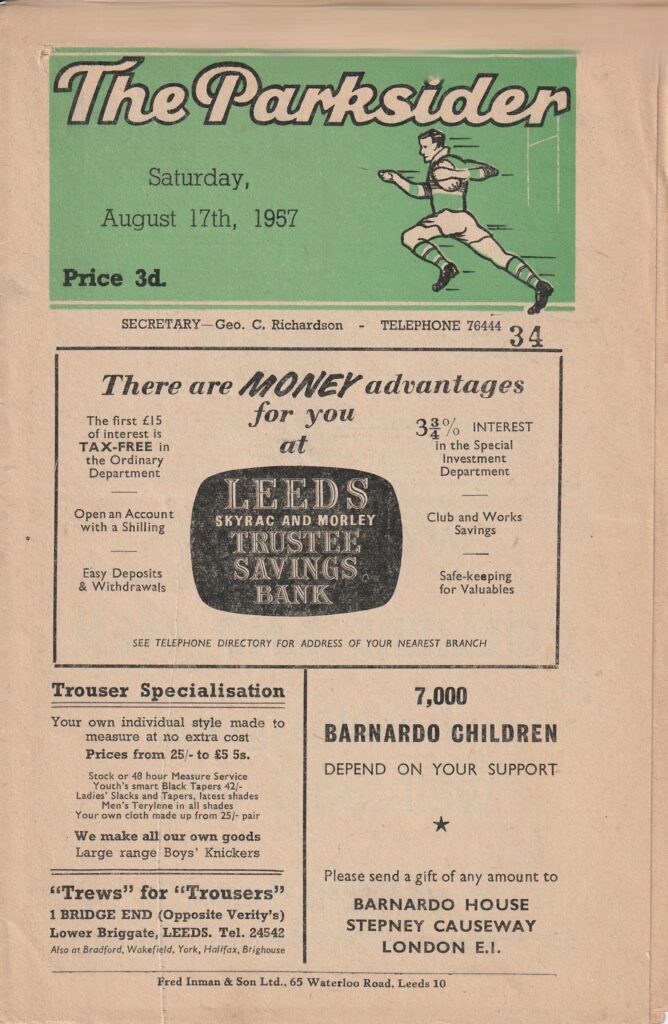 The Parksider
Saturday,
August 17th, 1957
Price 3d.
SECRETARY—Geo. C. Richardson - TELEPHONE 76444
34
There are MONEY advantages
for you
at
The first £15
of interest is
TAX-FREE in
the Ordinary
Department
Open an Account
with a Shilling
Easy Deposits
& Withdrawals
LEEDS
SKYRAC AND MORLEY
TRUSTEE
SAVINGS
BANK
3¾% INTEREST
in the Special
Investment
Department
Club and Works
Savings
Safe-keeping
for Valuables
SEE TELEPHONE DIRECTORY FOR ADDRESS OF YOUR NEAREST BRANCH
Trouser Specialisation
Your own individual style made to
measure at no extra cost
Prices from 25/- to £5 5s.
Stock or 48 hour Measure Service
Youth's smart Black Tapers 42/-
Ladies' Slacks and Tapers, latest shades
Men's Terylene in all shades
Your own cloth made up from 25/- pair
We make all our own goods
Large range Boys' Knickers
"Trews" for "Trousers"
1 BRIDGE END (Opposite Verity's)
Lower Briggate, LEEDS. Tel. 24542
Also at Bradford, Wakefield, York, Halifax, Brighouse
7,000
BARNARDO CHILDREN
DEPEND ON YOUR SUPPORT
Please send a gift of any amount to
BARNARDO HOUSE
STEPNEY CAUSEWAY
LONDON E.1.
Fred Inman & Son Ltd., 65 Waterloo Road, Leeds 10